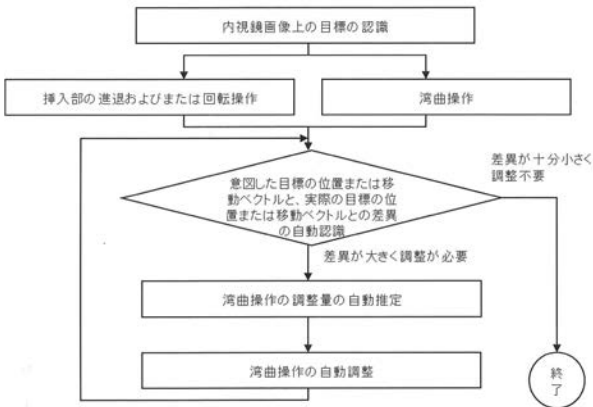 内視鏡画像上の目標の認識
挿入部の進退およびまたは回転操作
湾曲操作
差異が十分小さく
調整不要
意図した目標の位置または移
動ベクトルと、実際の目標の位
置または移動ベクトルとの差異
の自動認識
差異が大きく調整が必要
湾曲操作の調整量の自動推定
湾曲操作の自動調整
終
了